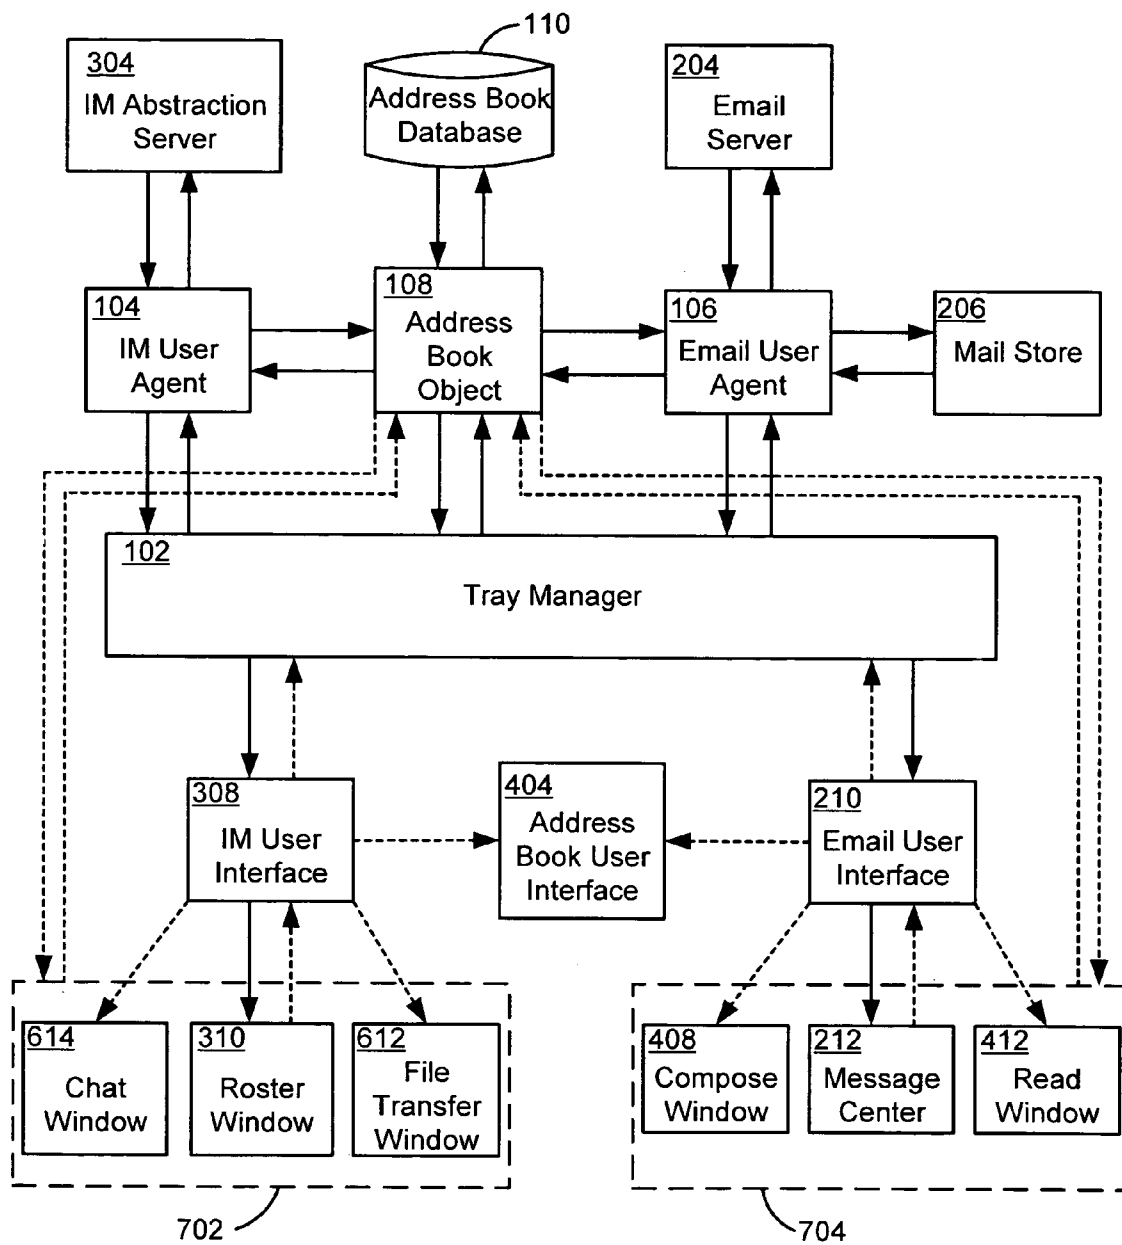 110
304
IM Abstraction
Server
Address Book
Database
204
Email
Server
104
IM User
Agent
108
Address
Book
Object
106
Email User
Agent
206
Mail Store
102
Tray Manager
308
IM User
Interface
404
Address
Book User
Interface
210
Email User
Interface
614
Chat
Window
310
Roster
Window
612
File
Transfer
Window
408
Compose
Window
212
Message
Center
412
Read
Window
702
704